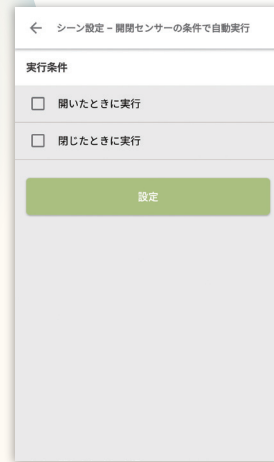 ← シーン設定 – 開閉センサーの条件で自動実行
実行条件
開いたときに実行
閉じたときに実行
設定